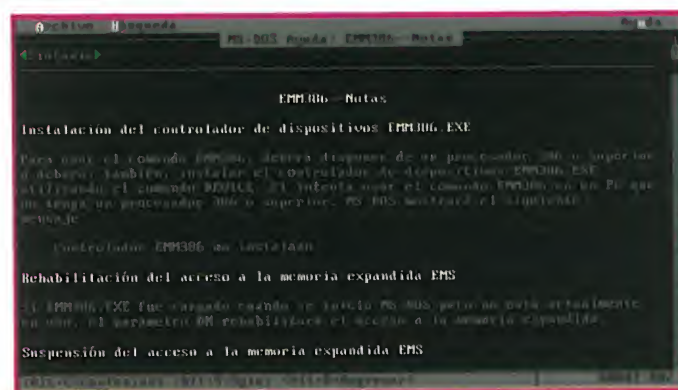 Archivo Búsqueda Ayuda
MS-DOS Ayuda: EMM386--Notas
◄Sintaxis►
EMM386--Notas
Instalación del controlador de dispositivos EMM386.EXE
Para usar el comando EMM386, deberá disponer de un procesador 386 o superior
y deberá, también, instalar el controlador de dispositivos EMM386.EXE
utilizando el comando DEVICE. Si intenta usar el comando EMM386 en un PC que
no tenga un procesador 386 o superior, MS-DOS mostrará el siguiente
mensaje:
Controlador EMM386 no instalado
Rehabilitación del acceso a la memoria expandida EMS
Si EMM386.EXE fue cargado cuando se inició MS-DOS pero no está actualmente
en uso, el parámetro ON rehabilitará el acceso a la memoria expandida.
Suspensión del acceso a la memoria expandida EMS